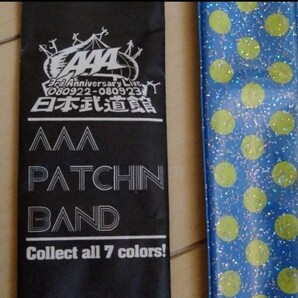 AAA
3rd Anniversary Live
080922-080923
日本武道館
AAA
PATCHIN
BAND
Collect all 7 colors!